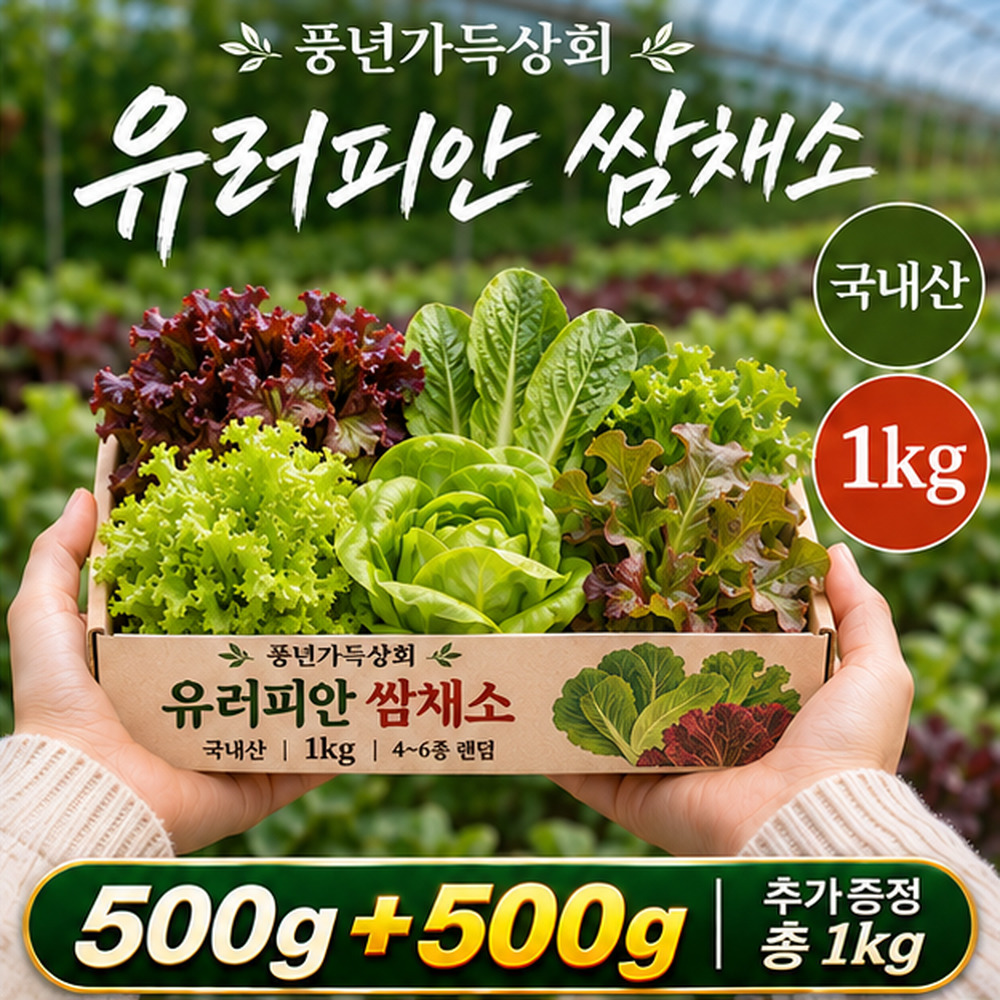 풍년가득상회
유러피안 쌈채소
국내산
1kg
풍년가득상회
유러피안 쌈채소
국내산 | 1kg | 4~6종 랜덤
500g+500g | 추가증정
총 1kg